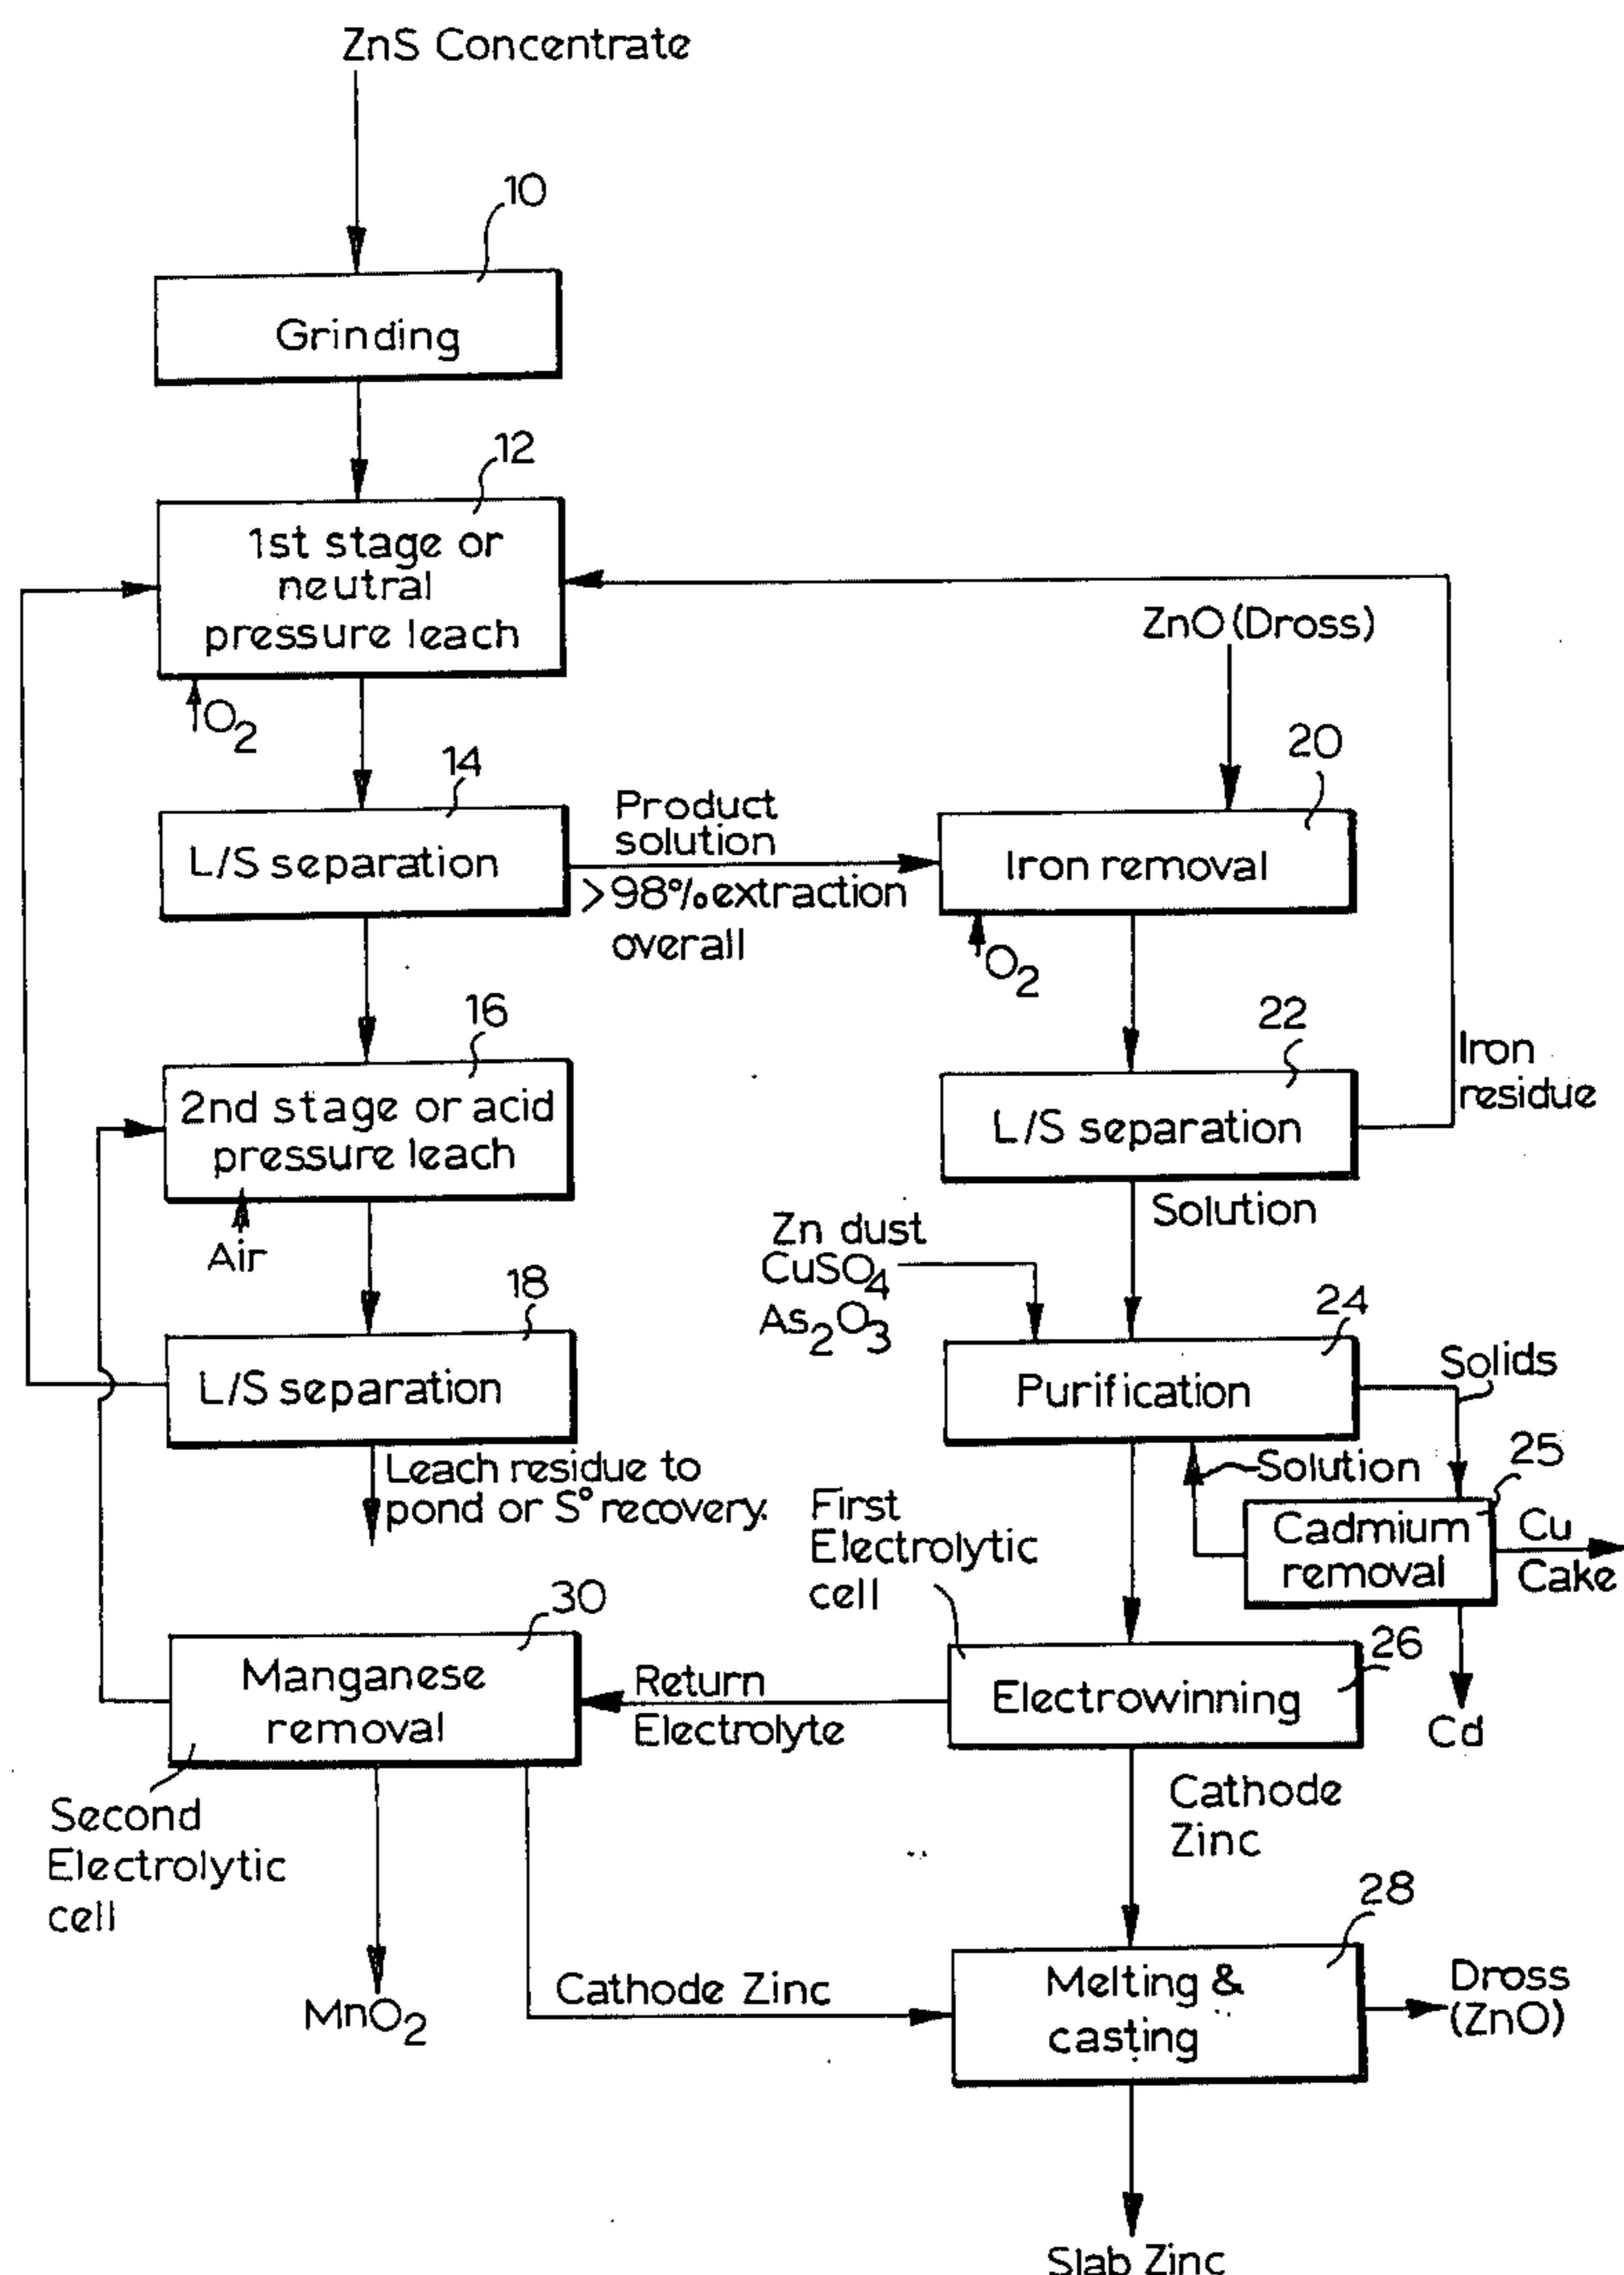 ZnS Concentrate
10
Grinding
12
1st stage or
neutral
pressure leach
O2
14
L/S separation
Product
solution
>98% extraction
overall
ZnO (Dross)
20
Iron removal
O2
16
2nd stage or acid
pressure leach
Air
22
L/S separation
Iron
residue
Solution
18
L/S separation
Leach residue to
pond or S° recovery.
Zn dust
CuSO4
As2O3
24
Purification
Solids
Solution
25
Cadmium
removal
Cu
Cake
Cd
First
Electrolytic
cell
26
Electrowinning
Return
Electrolyte
30
Manganese
removal
Second
Electrolytic
cell
MnO2
Cathode
Zinc
Cathode Zinc
28
Melting &
casting
Dross
(ZnO)
Slab Zinc